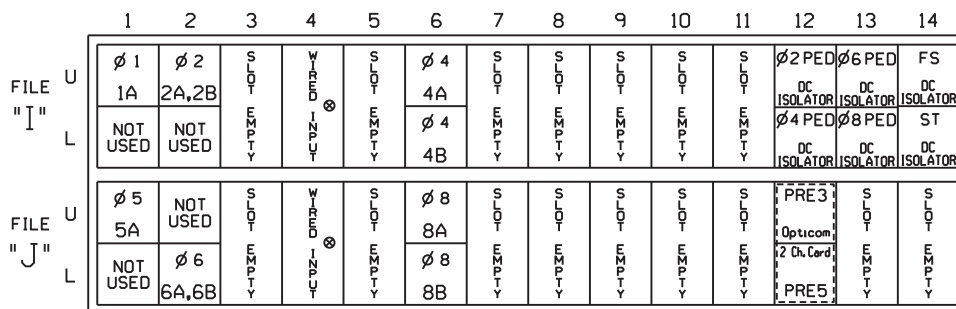 1 2 3 4 5 6 7 8 9 10 11 12 13 14
FILE "I"
U
L
Ø 1
1A
NOT USED
Ø 2
2A,2B
NOT USED
SLOT EMPTY
WIRED INPUT
⊗
SLOT EMPTY
Ø 4
4A
Ø 4
4B
SLOT EMPTY
SLOT EMPTY
SLOT EMPTY
SLOT EMPTY
SLOT EMPTY
Ø2 PED
DC ISOLATOR
Ø4 PED
DC ISOLATOR
Ø6 PED
DC ISOLATOR
Ø8 PED
DC ISOLATOR
FS
DC ISOLATOR
ST
DC ISOLATOR
FILE "J"
U
L
Ø 5
5A
NOT USED
NOT USED
Ø 6
6A,6B
SLOT EMPTY
WIRED INPUT
⊗
SLOT EMPTY
Ø 8
8A
Ø 8
8B
SLOT EMPTY
SLOT EMPTY
SLOT EMPTY
SLOT EMPTY
SLOT EMPTY
PRE3
Opticom
2 Ch. Card
PRE5
SLOT EMPTY
SLOT EMPTY